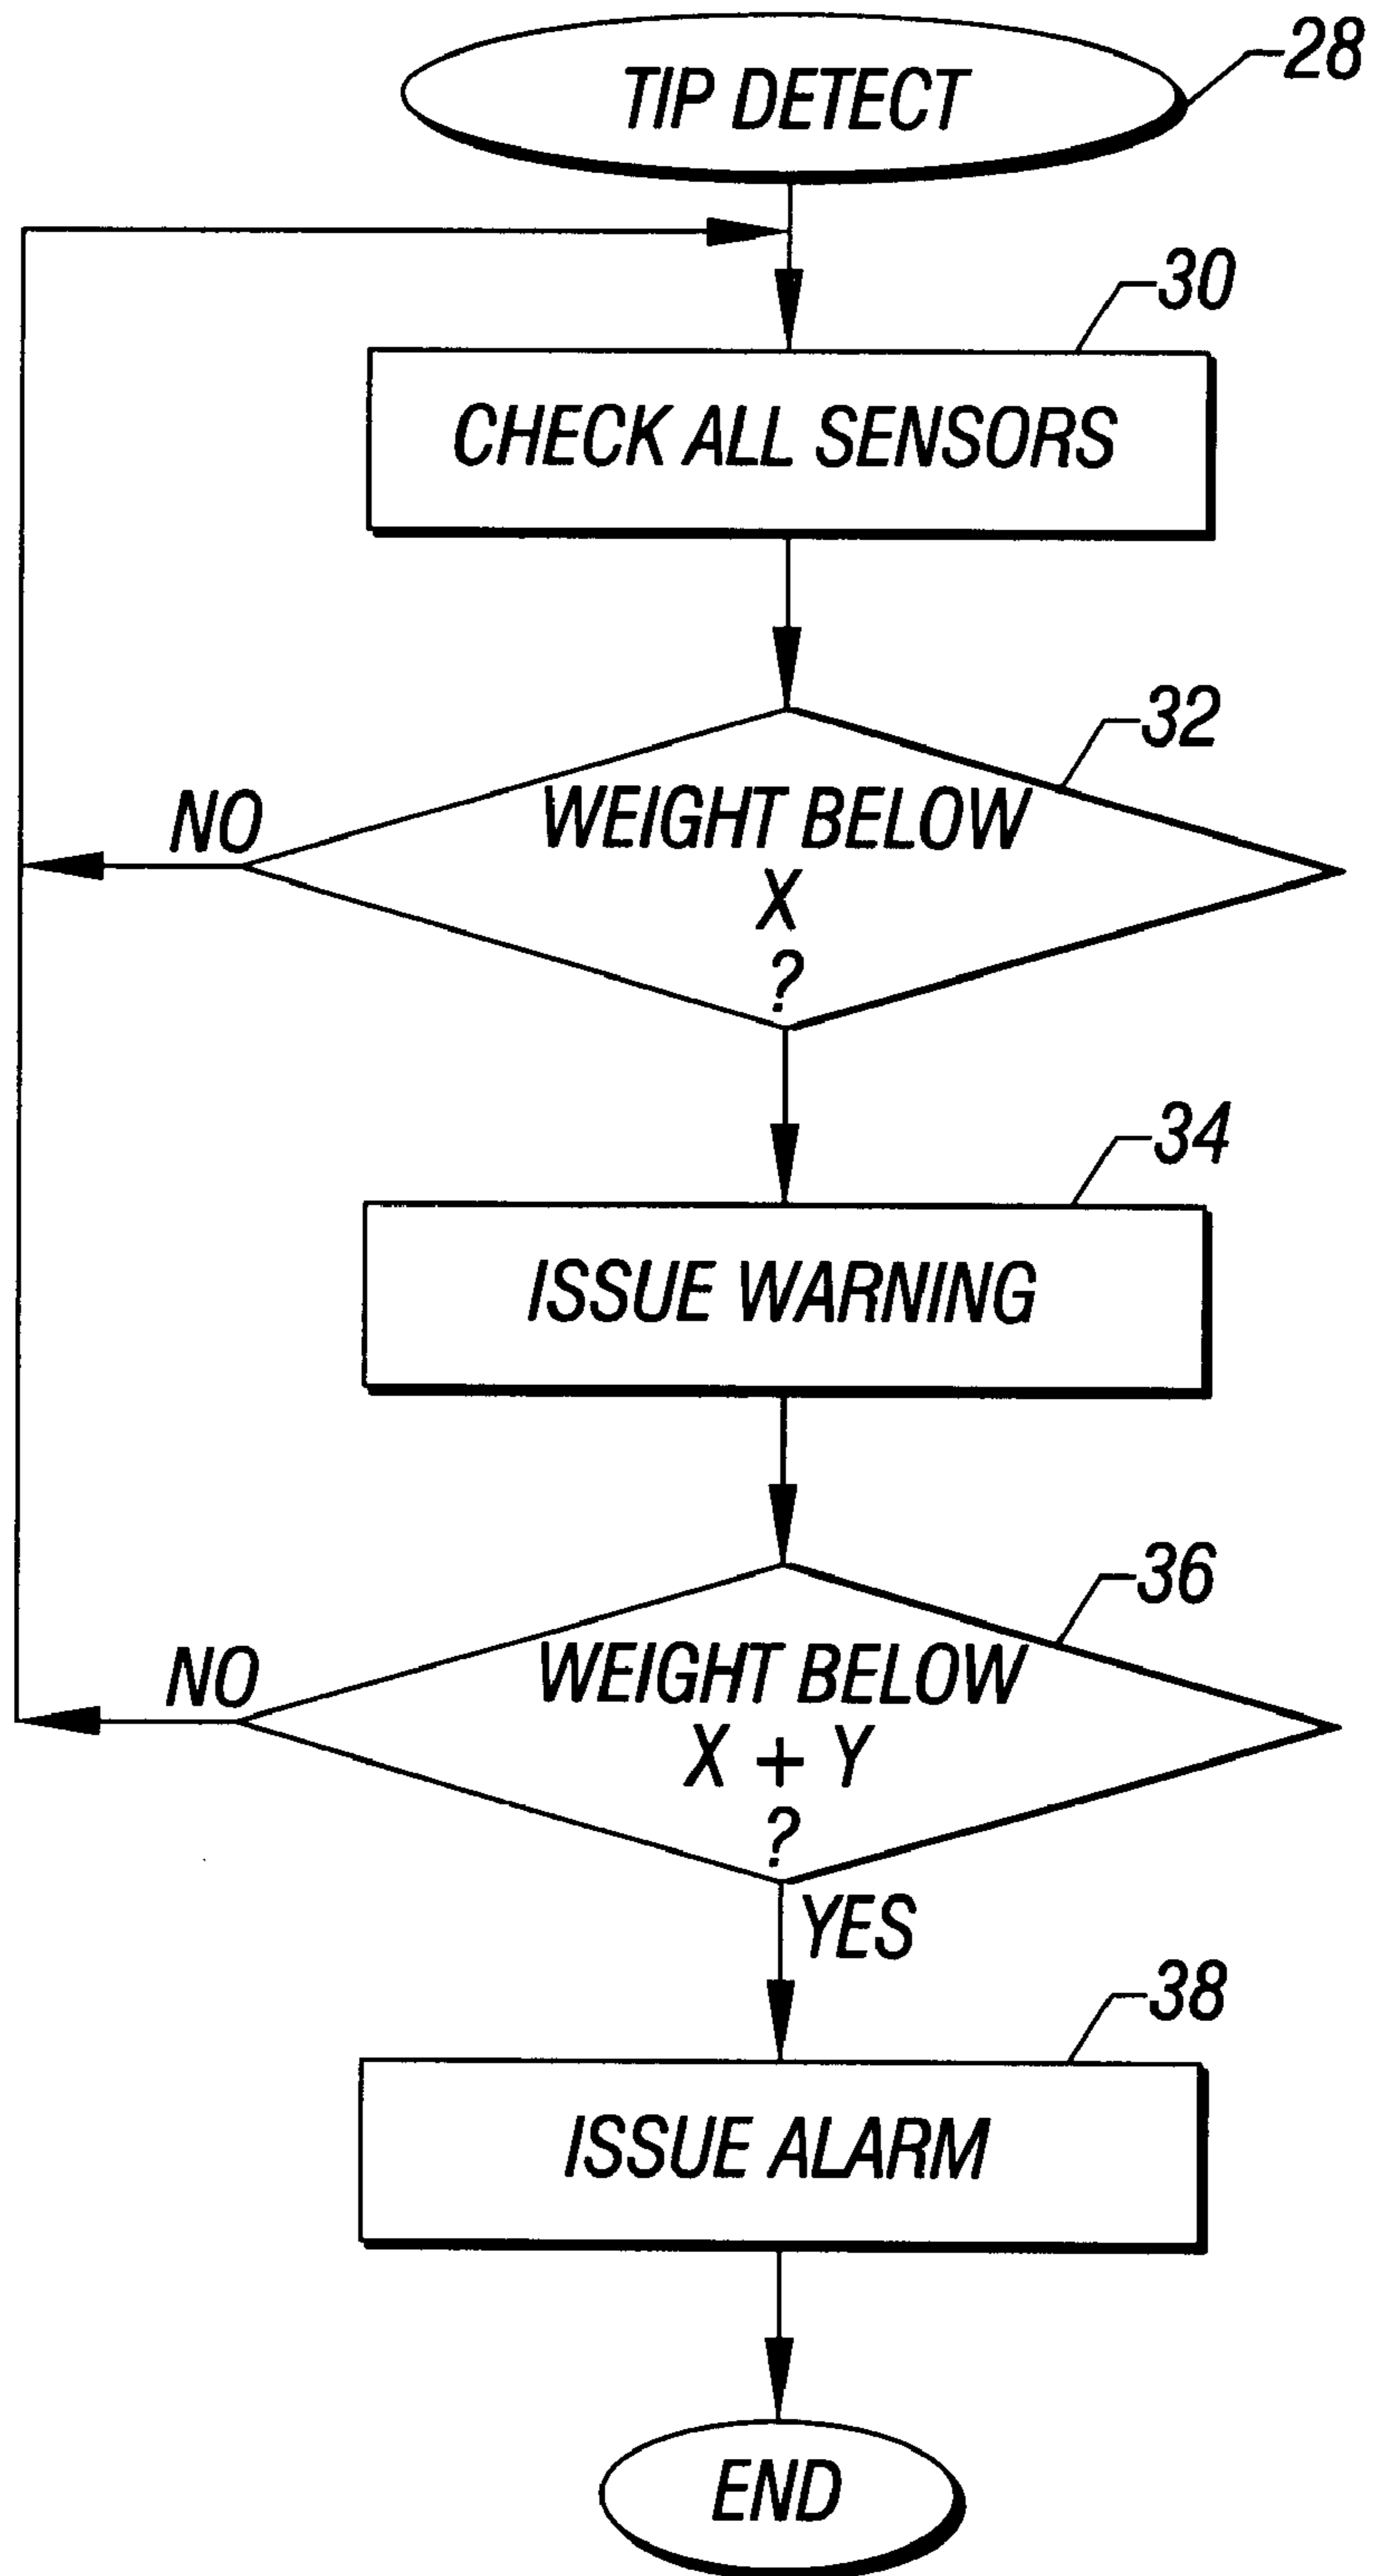 TIP DETECT
28
30
CHECK ALL SENSORS
32
NO
WEIGHT BELOW
X
?
34
ISSUE WARNING
36
NO
WEIGHT BELOW
X + Y
?
YES
38
ISSUE ALARM
END